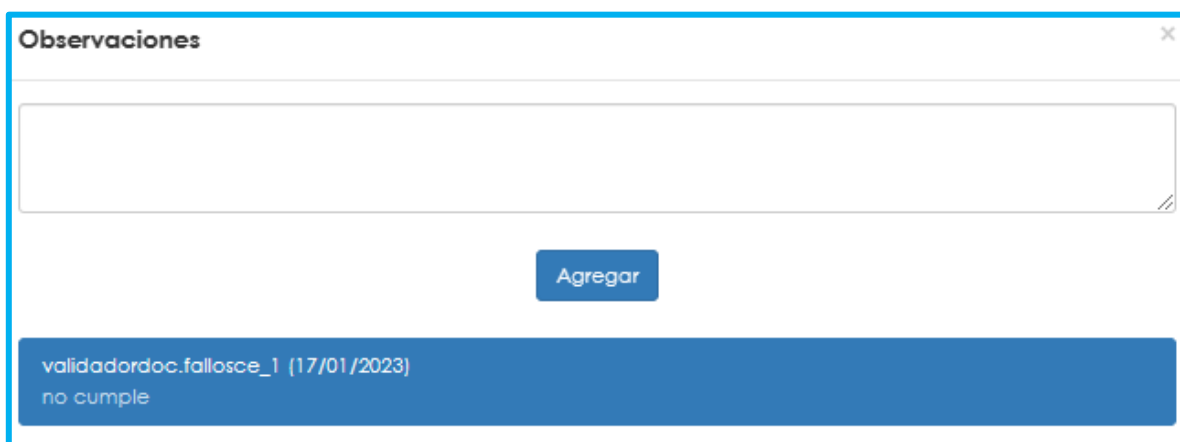 Observaciones
Agregar
validadordoc.fallosce_1 (17/01/2023)
no cumple